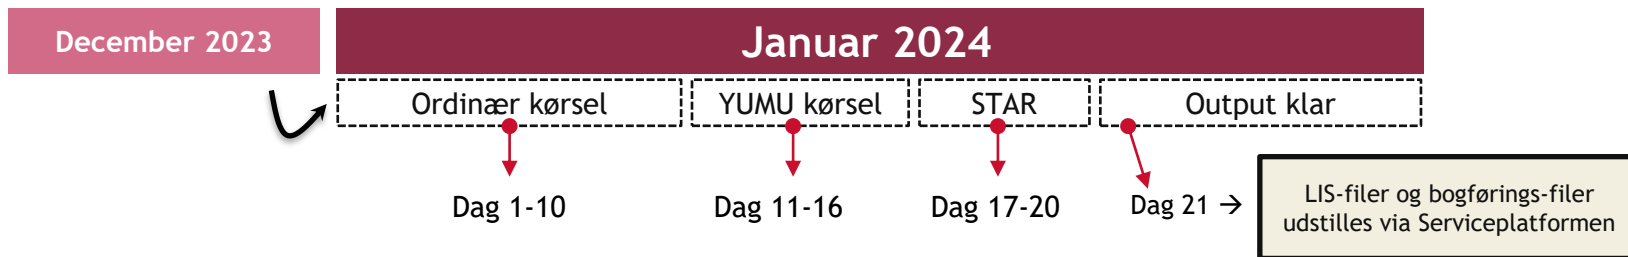 December 2023
Januar 2024
Ordinær kørsel
YUMU kørsel
STAR
Output klar
Dag 1-10
Dag 11-16
Dag 17-20
Dag 21 →
LIS-filer og bogførings-filer
udstilles via Serviceplatformen